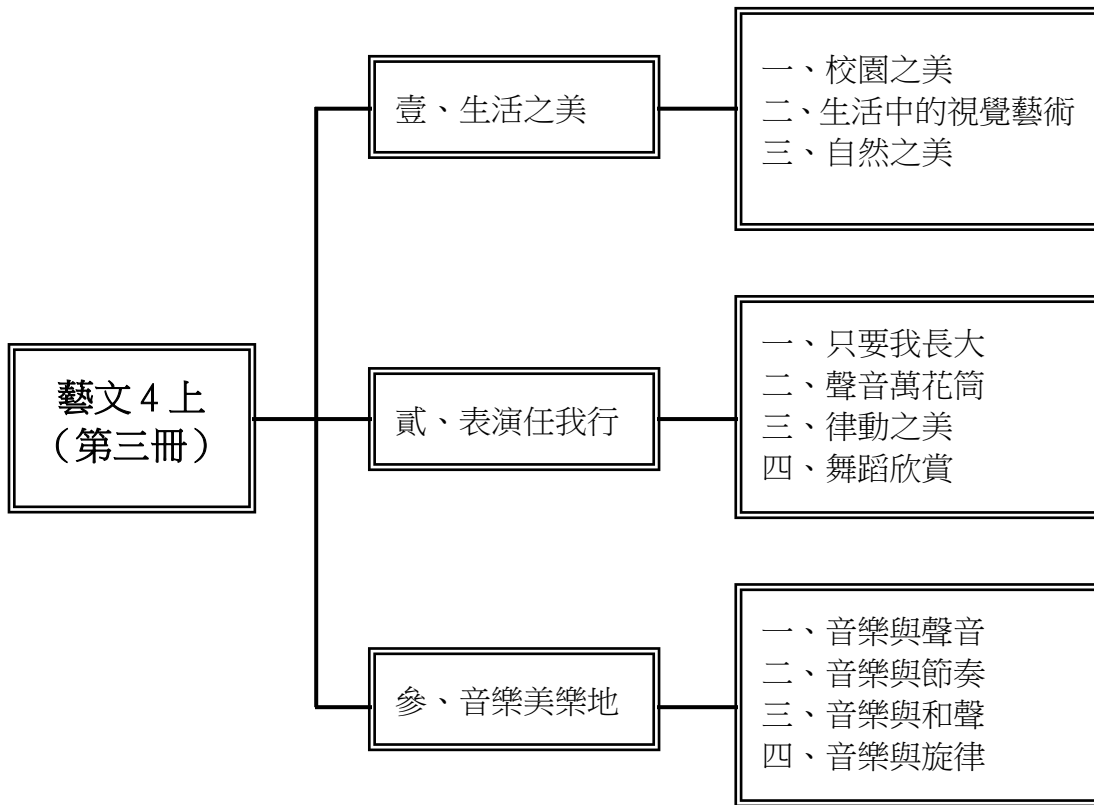 藝文 4 上
（第三冊）
壹、生活之美
一、校園之美
二、生活中的視覺藝術
三、自然之美
貳、表演任我行
一、只要我長大
二、聲音萬花筒
三、律動之美
四、舞蹈欣賞
參、音樂美樂地
一、音樂與聲音
二、音樂與節奏
三、音樂與和聲
四、音樂與旋律